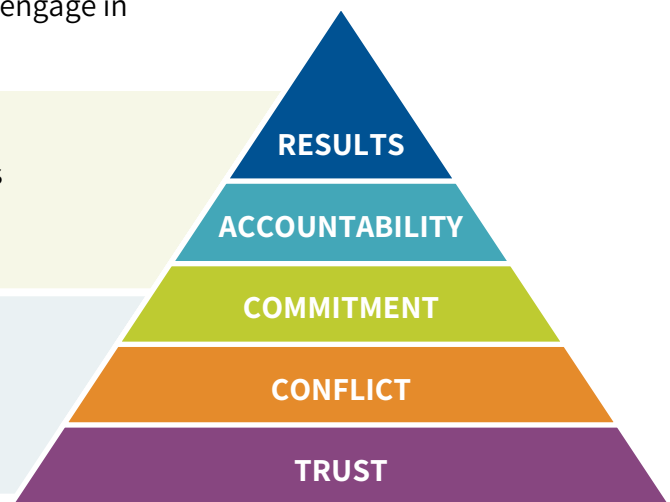 engage in
RESULTS
s
ACCOUNTABILITY
COMMITMENT
CONFLICT
TRUST